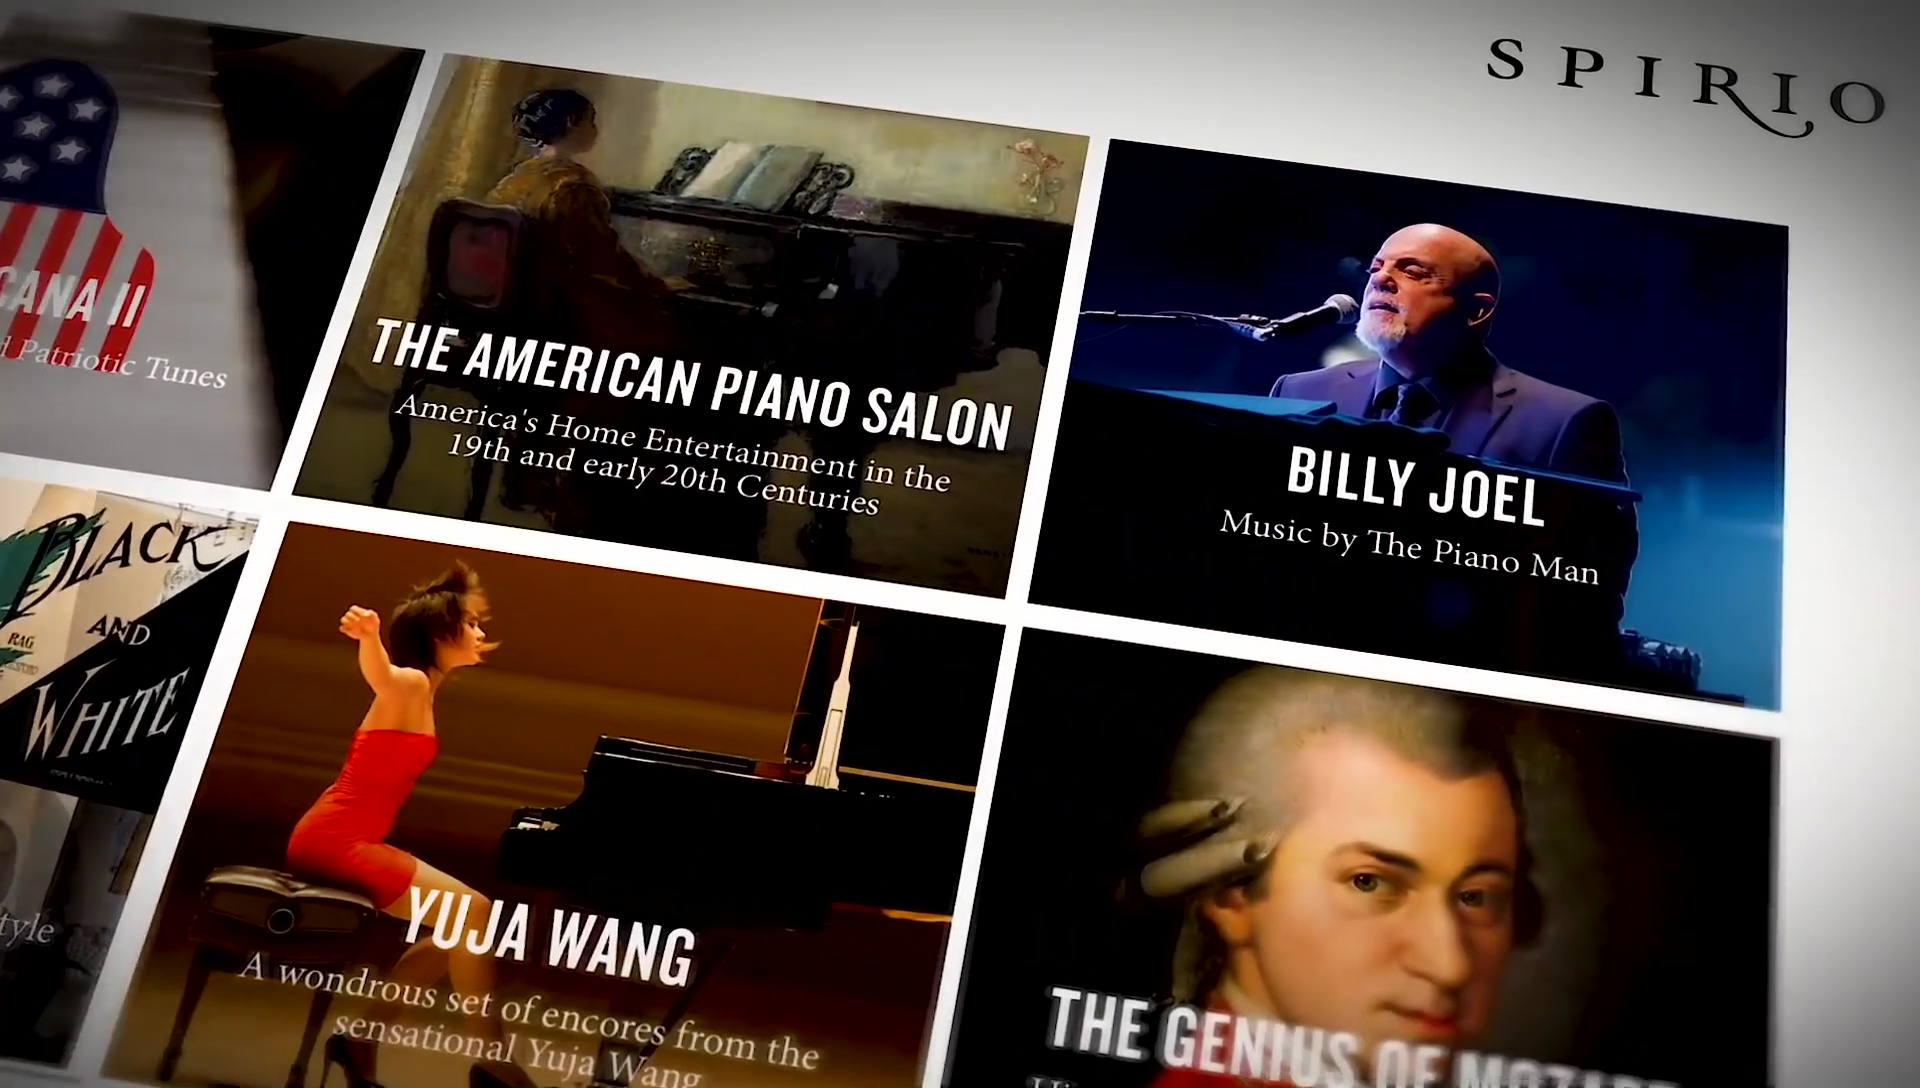 SPIRIO
CANA II
Patriotic Tunes
THE AMERICAN PIANO SALON
America's Home Entertainment in the
19th and early 20th Centuries
BILLY JOEL
Music by The Piano Man
BLACK
AND
WHITE
RAG
tyle
YUJA WANG
A wondrous set of encores from the
sensational Yuja Wang
THE GENIUS OF